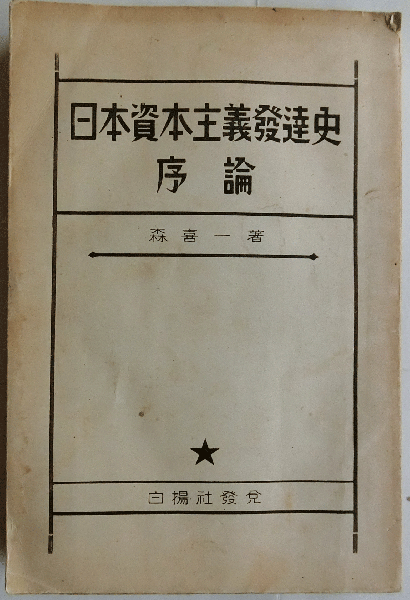 日本資本主義發達史
序論
森喜一著
白楊社發兌